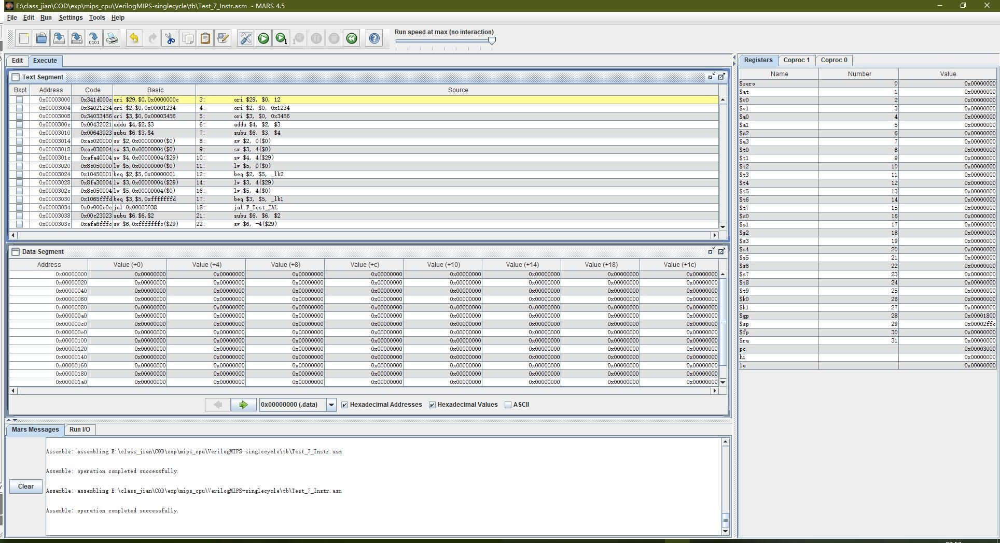 E:\class_jian\COD\exp\mips_cpu\VerilogMIPS-singlecycle\tb\Test_7_Instr.asm - MARS 4.5
File Edit Run Settings Tools Help
Run speed at max (no interaction)
Edit Execute
Text Segment
Bkpt Address Code Basic Source
0x00003000 0x341d000c ori $29,$0,0x0000000c 3: ori $29, $0, 12
0x00003004 0x34021234 ori $2,$0,0x00001234 4: ori $2, $0, 0x1234
0x00003008 0x34033456 ori $3,$0,0x00003456 5: ori $3, $0, 0x3456
0x0000300c 0x00432021 addu $4,$2,$3 6: addu $4, $2, $3
0x00003010 0x00643023 subu $6,$3,$4 7: subu $6, $3, $4
0x00003014 0xac020000 sw $2,0x00000000($0) 8: sw $2, 0($0)
0x00003018 0xac030004 sw $3,0x00000004($0) 9: sw $3, 4($0)
0x0000301c 0xafa40004 sw $4,0x00000004($29) 10: sw $4, 4($29)
0x00003020 0x8c050000 lw $5,0x00000000($0) 11: lw $5, 0($0)
0x00003024 0x10450001 beq $2,$5,0x00000001 12: beq $2, $5, _lb2
0x00003028 0x8fa30004 lw $3,0x00000004($29) 14: lw $3, 4($29)
0x0000302c 0x8c050004 lw $5,0x00000004($0) 16: lw $5, 4($0)
0x00003030 0x1065fffd beq $3,$5,0xfffffffd 17: beq $3, $5, _lb1
0x00003034 0x0c000c0e jal 0x00003038 18: jal F_Test_JAL
0x00003038 0x00c23023 subu $6,$6,$2 21: subu $6, $6, $2
0x0000303c 0xafa6fffc sw $6,0xfffffffc($29) 22: sw $6, -4($29)
Data Segment
Address Value (+0) Value (+4) Value (+8) Value (+c) Value (+10) Value (+14) Value (+18) Value (+1c)
0x00000000 0x00000000 0x00000000 0x00000000 0x00000000 0x00000000 0x00000000 0x00000000 0x00000000
0x00000020 0x00000000 0x00000000 0x00000000 0x00000000 0x00000000 0x00000000 0x00000000 0x00000000
0x00000040 0x00000000 0x00000000 0x00000000 0x00000000 0x00000000 0x00000000 0x00000000 0x00000000
0x00000060 0x00000000 0x00000000 0x00000000 0x00000000 0x00000000 0x00000000 0x00000000 0x00000000
0x00000080 0x00000000 0x00000000 0x00000000 0x00000000 0x00000000 0x00000000 0x00000000 0x00000000
0x000000a0 0x00000000 0x00000000 0x00000000 0x00000000 0x00000000 0x00000000 0x00000000 0x00000000
0x000000c0 0x00000000 0x00000000 0x00000000 0x00000000 0x00000000 0x00000000 0x00000000 0x00000000
0x000000e0 0x00000000 0x00000000 0x00000000 0x00000000 0x00000000 0x00000000 0x00000000 0x00000000
0x00000100 0x00000000 0x00000000 0x00000000 0x00000000 0x00000000 0x00000000 0x00000000 0x00000000
0x00000120 0x00000000 0x00000000 0x00000000 0x00000000 0x00000000 0x00000000 0x00000000 0x00000000
0x00000140 0x00000000 0x00000000 0x00000000 0x00000000 0x00000000 0x00000000 0x00000000 0x00000000
0x00000160 0x00000000 0x00000000 0x00000000 0x00000000 0x00000000 0x00000000 0x00000000 0x00000000
0x00000180 0x00000000 0x00000000 0x00000000 0x00000000 0x00000000 0x00000000 0x00000000 0x00000000
0x000001a0 0x00000000 0x00000000 0x00000000 0x00000000 0x00000000 0x00000000 0x00000000 0x00000000
0x00000000 (.data) Hexadecimal Addresses Hexadecimal Values ASCII
Mars Messages Run I/O
Assemble: assembling E:\class_jian\COD\exp\mips_cpu\VerilogMIPS-singlecycle\tb\Test_7_Instr.asm
Assemble: operation completed successfully.
Clear
Assemble: assembling E:\class_jian\COD\exp\mips_cpu\VerilogMIPS-singlecycle\tb\Test_7_Instr.asm
Assemble: operation completed successfully.
Registers Coproc 1 Coproc 0
Name Number Value
$zero 0 0x00000000
$at 1 0x00000000
$v0 2 0x00000000
$v1 3 0x00000000
$a0 4 0x00000000
$a1 5 0x00000000
$a2 6 0x00000000
$a3 7 0x00000000
$t0 8 0x00000000
$t1 9 0x00000000
$t2 10 0x00000000
$t3 11 0x00000000
$t4 12 0x00000000
$t5 13 0x00000000
$t6 14 0x00000000
$t7 15 0x00000000
$s0 16 0x00000000
$s1 17 0x00000000
$s2 18 0x00000000
$s3 19 0x00000000
$s4 20 0x00000000
$s5 21 0x00000000
$s6 22 0x00000000
$s7 23 0x00000000
$t8 24 0x00000000
$t9 25 0x00000000
$k0 26 0x00000000
$k1 27 0x00000000
$gp 28 0x00001800
$sp 29 0x00002ffc
$fp 30 0x00000000
$ra 31 0x00000000
pc 0x00003000
hi 0x00000000
lo 0x00000000